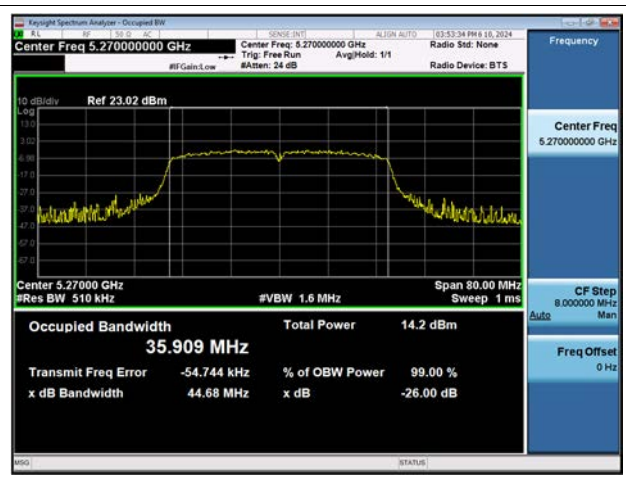 Keysight Spectrum Analyzer - Occupied BW
RL RF 50 Ω AC SENSE:INT ALIGN AUTO 03:53:34 PM 6 10, 2024
Center Freq 5.270000000 GHz
Center Freq: 5.270000000 GHz Radio Std: None
Trig: Free Run Avg|Hold: 1/1
#IFGain:Low #Atten: 24 dB Radio Device: BTS
Frequency
10 dB/div Ref 23.02 dBm
Log
13.0
3.02
-6.98
-17.0
-27.0
-37.0
-47.0
-57.0
-67.0
Center 5.27000 GHz Span 80.00 MHz
#Res BW 510 kHz #VBW 1.6 MHz Sweep 1 ms
Occupied Bandwidth Total Power 14.2 dBm
35.909 MHz
Transmit Freq Error -54.744 kHz % of OBW Power 99.00 %
x dB Bandwidth 44.68 MHz x dB -26.00 dB
Center Freq
5.270000000 GHz
CF Step
8.000000 MHz
Auto Man
Freq Offset
0 Hz
MSG STATUS